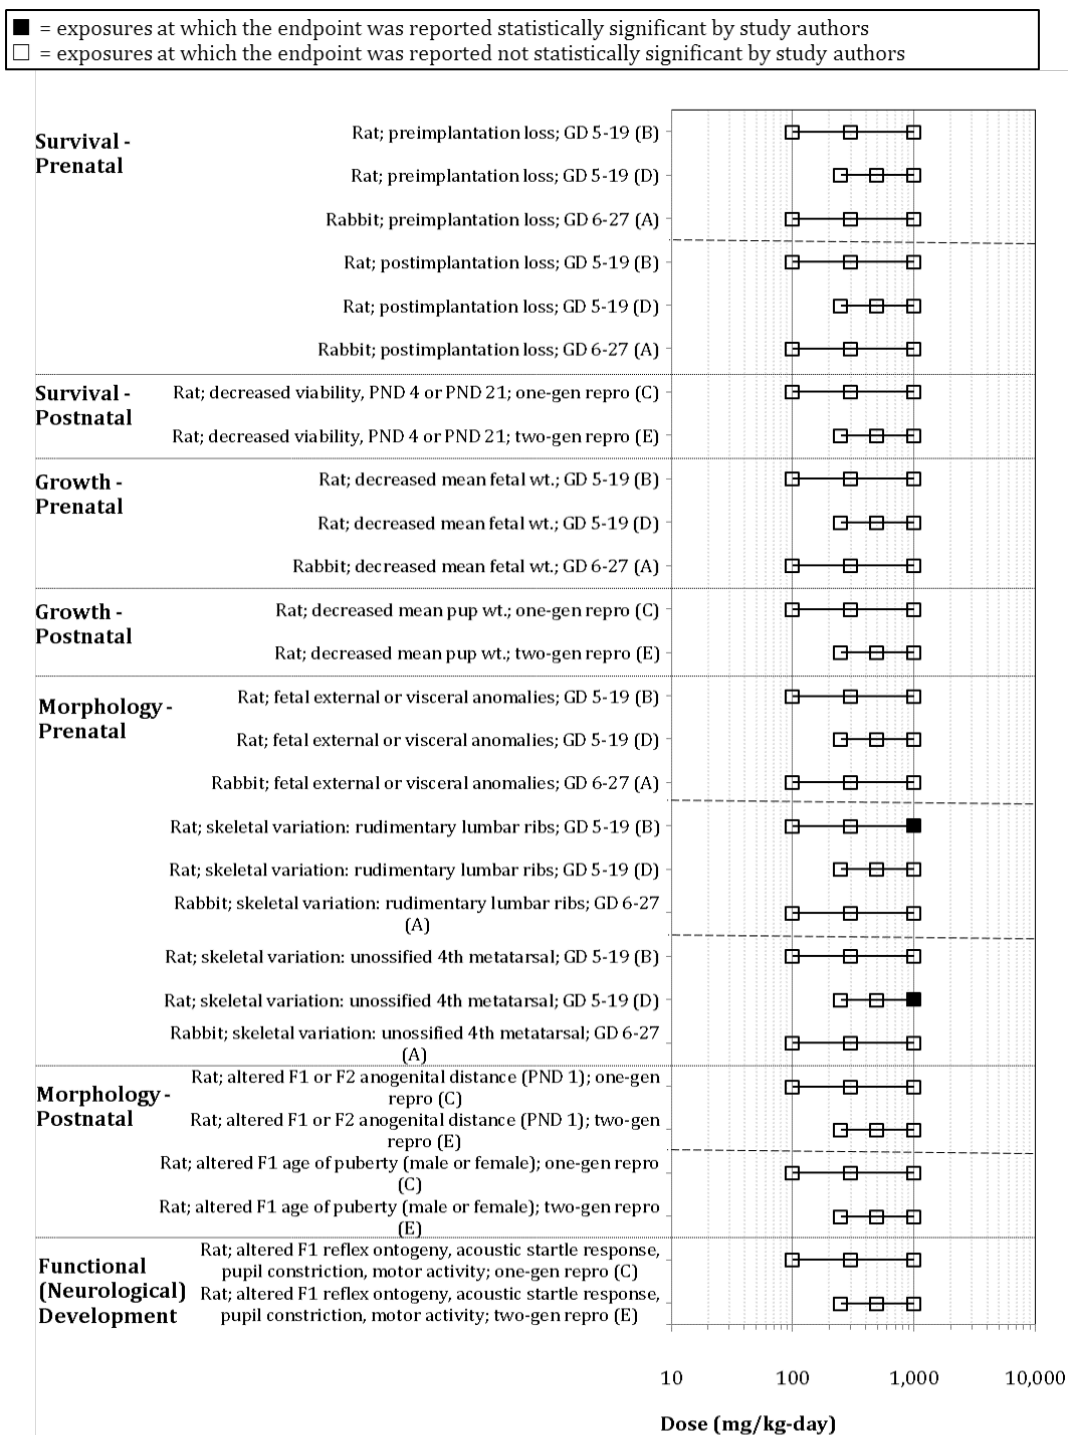 ■ = exposures at which the endpoint was reported statistically significant by study authors
□ = exposures at which the endpoint was reported not statistically significant by study authors
Survival -
Prenatal
Rat; preimplantation loss; GD 5-19 (B)
Rat; preimplantation loss; GD 5-19 (D)
Rabbit; preimplantation loss; GD 6-27 (A)
Rat; postimplantation loss; GD 5-19 (B)
Rat; postimplantation loss; GD 5-19 (D)
Rabbit; postimplantation loss; GD 6-27 (A)
Survival -
Postnatal
Rat; decreased viability, PND 4 or PND 21; one-gen repro (C)
Rat; decreased viability, PND 4 or PND 21; two-gen repro (E)
Growth -
Prenatal
Rat; decreased mean fetal wt.; GD 5-19 (B)
Rat; decreased mean fetal wt.; GD 5-19 (D)
Rabbit; decreased mean fetal wt.; GD 6-27 (A)
Growth -
Postnatal
Rat; decreased mean pup wt.; one-gen repro (C)
Rat; decreased mean pup wt.; two-gen repro (E)
Morphology -
Prenatal
Rat; fetal external or visceral anomalies; GD 5-19 (B)
Rat; fetal external or visceral anomalies; GD 5-19 (D)
Rabbit; fetal external or visceral anomalies; GD 6-27 (A)
Rat; skeletal variation: rudimentary lumbar ribs; GD 5-19 (B)
Rat; skeletal variation: rudimentary lumbar ribs; GD 5-19 (D)
Rabbit; skeletal variation: rudimentary lumbar ribs; GD 6-27
(A)
Rat; skeletal variation: unossified 4th metatarsal; GD 5-19 (B)
Rat; skeletal variation: unossified 4th metatarsal; GD 5-19 (D)
Rabbit; skeletal variation: unossified 4th metatarsal; GD 6-27
(A)
Morphology -
Postnatal
Rat; altered F1 or F2 anogenital distance (PND 1); one-gen
repro (C)
Rat; altered F1 or F2 anogenital distance (PND 1); two-gen
repro (E)
Rat; altered F1 age of puberty (male or female); one-gen repro
(C)
Rat; altered F1 age of puberty (male or female); two-gen repro
(E)
Functional
(Neurological)
Development
Rat; altered F1 reflex ontogeny, acoustic startle response,
pupil constriction, motor activity; one-gen repro (C)
Rat; altered F1 reflex ontogeny, acoustic startle response,
pupil constriction, motor activity; two-gen repro (E)
10 100 1,000 10,000
Dose (mg/kg-day)